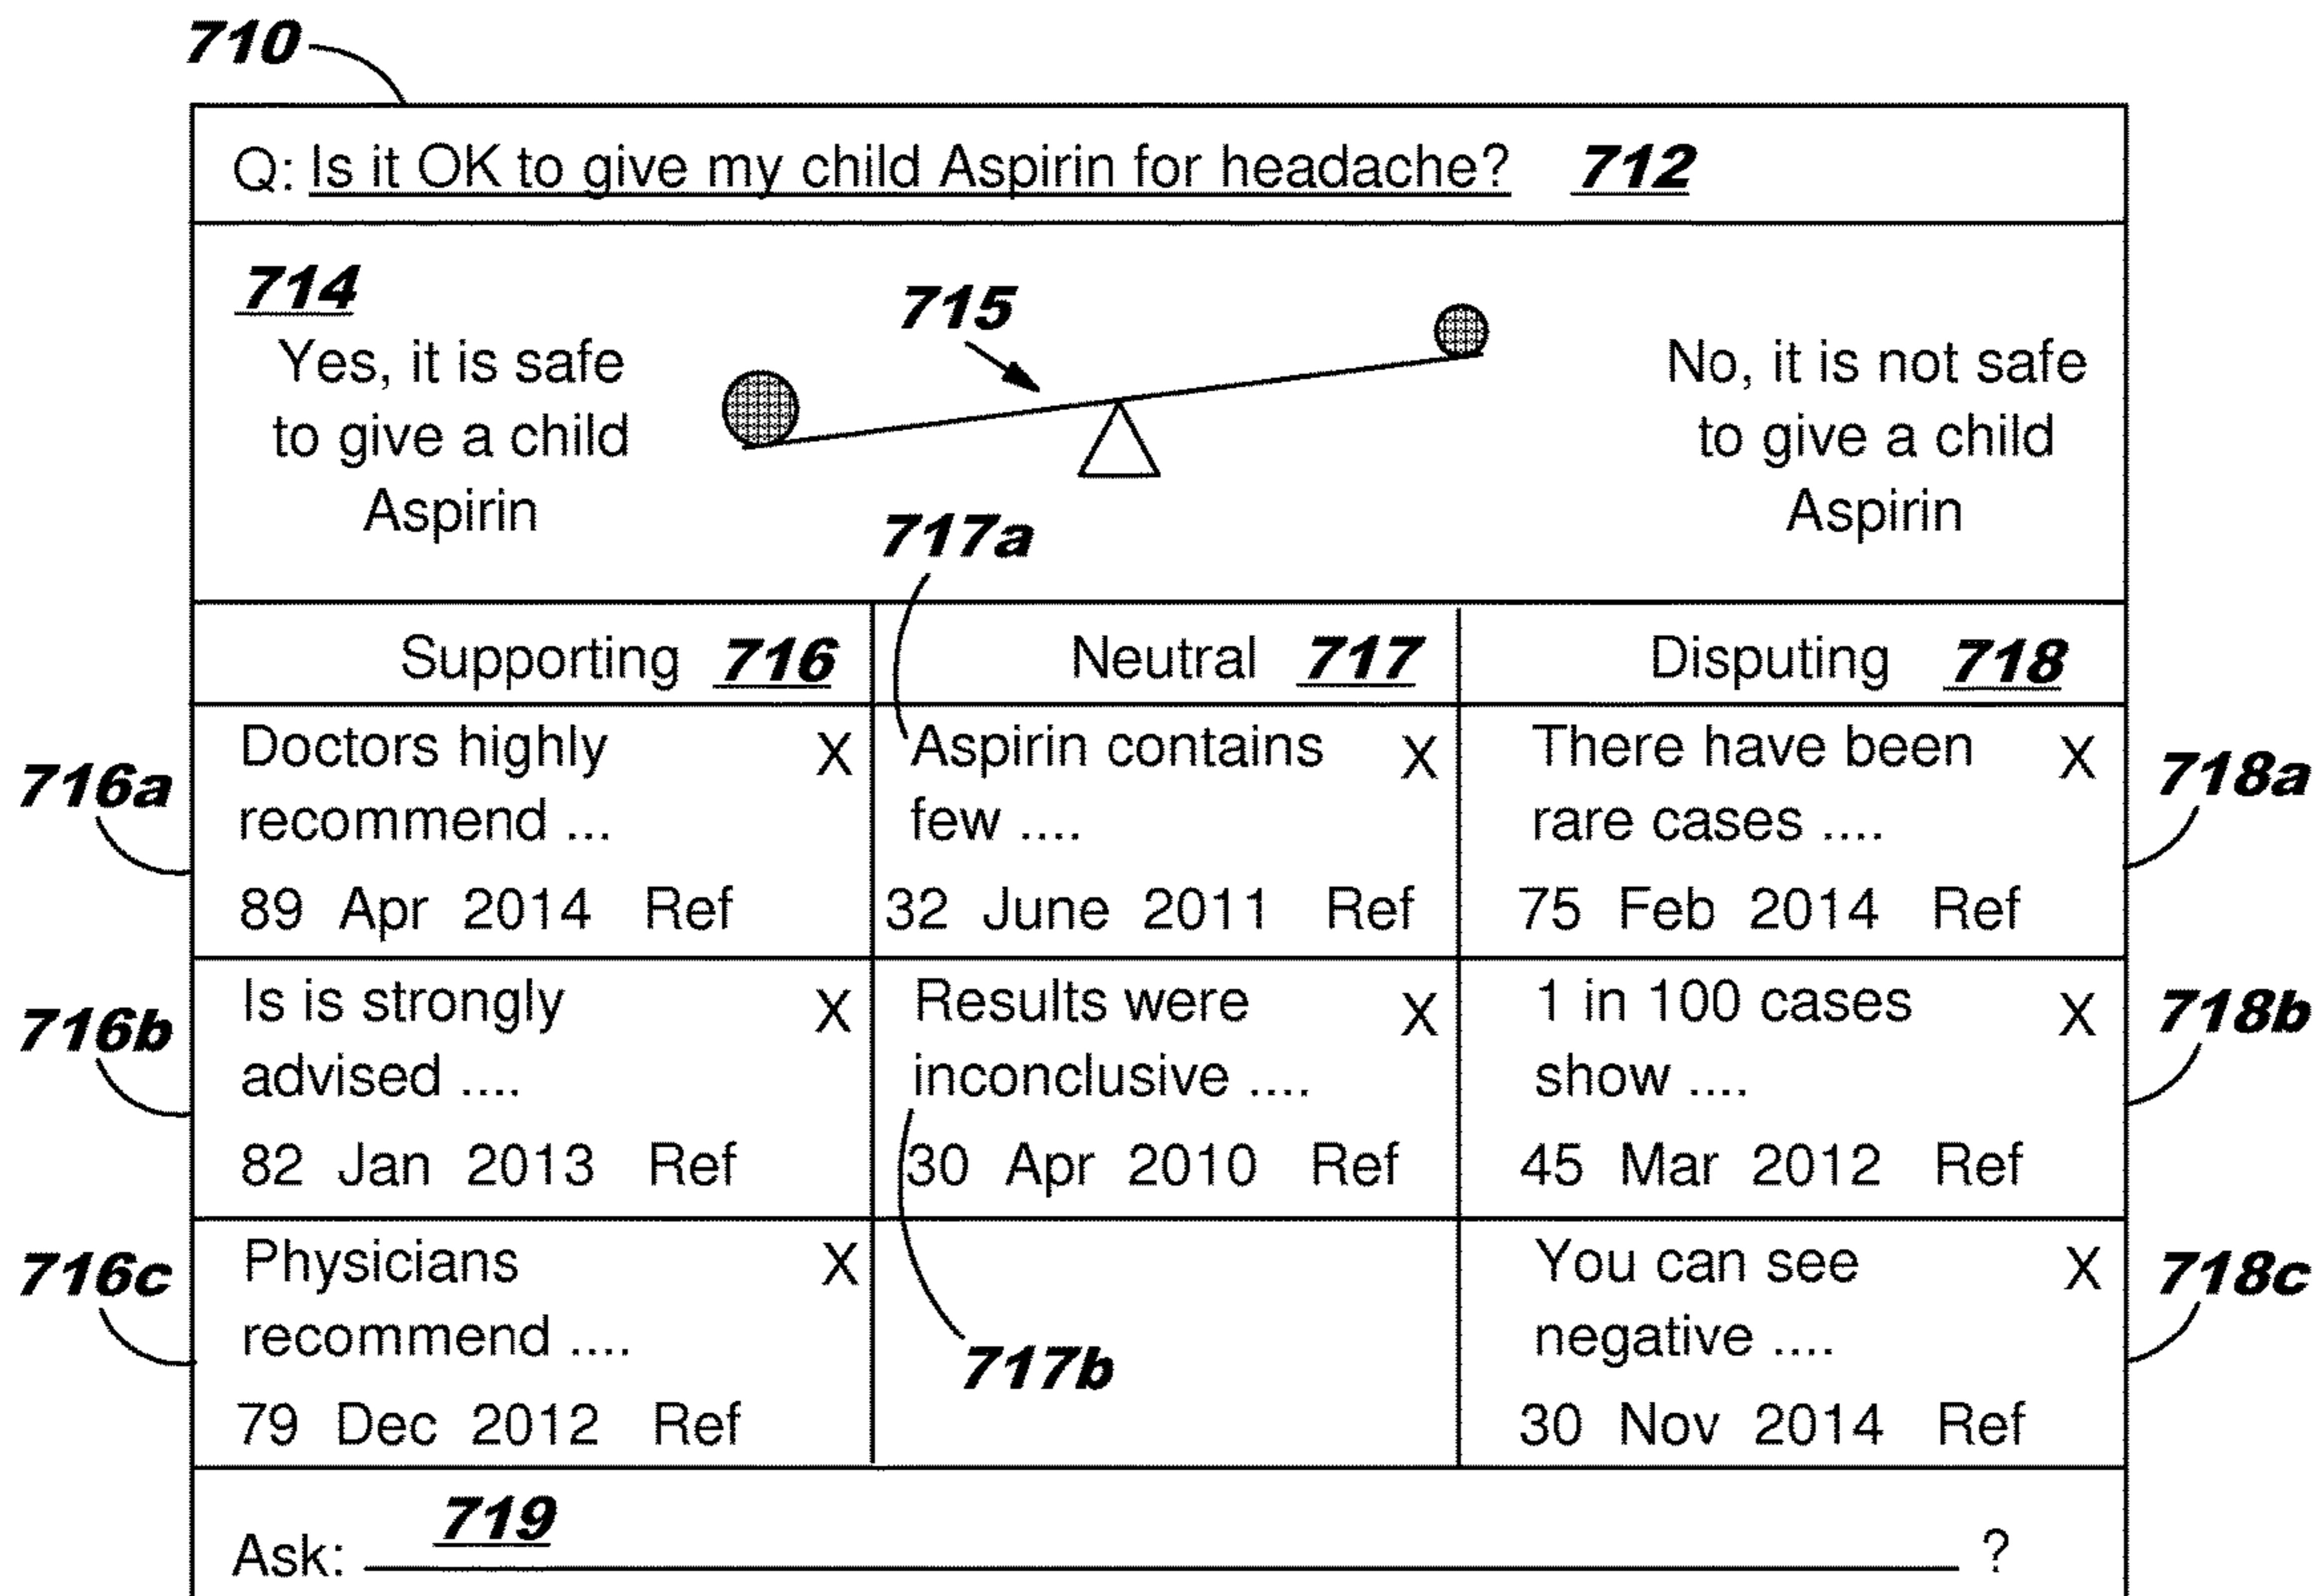 710
Q: Is it OK to give my child Aspirin for headache? 712
714
715
Yes, it is safe
to give a child
Aspirin
No, it is not safe
to give a child
Aspirin
717a
Supporting 716
Neutral 717
Disputing 718
716a
Doctors highly X
recommend ...
89 Apr 2014 Ref
Aspirin contains X
few ....
32 June 2011 Ref
There have been X
rare cases ....
75 Feb 2014 Ref
718a
716b
Is is strongly X
advised ....
82 Jan 2013 Ref
Results were X
inconclusive ....
30 Apr 2010 Ref
1 in 100 cases X
show ....
45 Mar 2012 Ref
718b
716c
Physicians X
recommend ....
79 Dec 2012 Ref
717b
You can see X
negative ....
30 Nov 2014 Ref
718c
719
Ask: ?